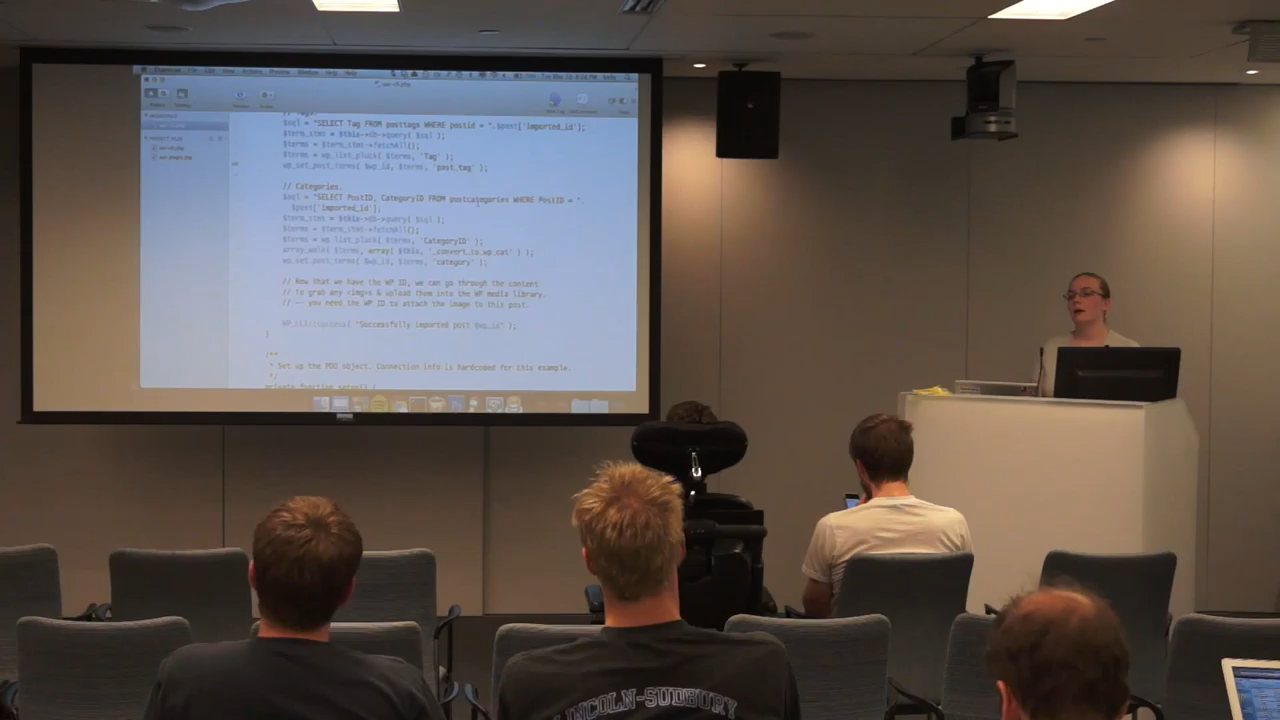 // Tags.
$sql = "SELECT Tag FROM posttags WHERE postid = ".$post['imported_id'];
$term_stmt = $this->db->query( $sql );
$terms = $term_stmt->fetchAll();
$terms = wp_list_pluck( $terms, 'Tag' );
wp_set_post_terms( $wp_id, $terms, 'post_tag' );
// Categories.
$sql = "SELECT PostID, CategoryID FROM postcategories WHERE PostID = ".
$post['imported_id'];
$term_stmt = $this->db->query( $sql );
$terms = $term_stmt->fetchAll();
$terms = wp_list_pluck( $terms, 'CategoryID' );
array_walk( $terms, array( $this, '_convert_to_wp_cat' ) );
wp_set_post_terms( $wp_id, $terms, 'category' );
// Now that we have the WP ID, we can go through the content
// to grab any <img>s & upload them into the WP media library.
// -- you need the WP ID to attach the image to this post.
WP_CLI::success( "Successfully imported post $wp_id" );
}
/**
* Set up the PDO object. Connection info is hardcoded for this example.
*/
private function setup() {
LINCOLN-SUDBURY